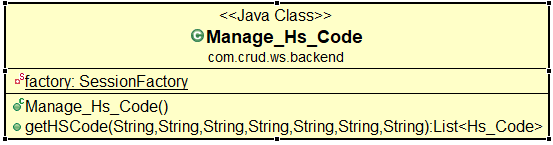 <<Java Class>>
Manage_Hs_Code
com.crud.ws.backend
factory: SessionFactory
Manage_Hs_Code()
getHSCode(String,String,String,String,String,String,String):List<Hs_Code>